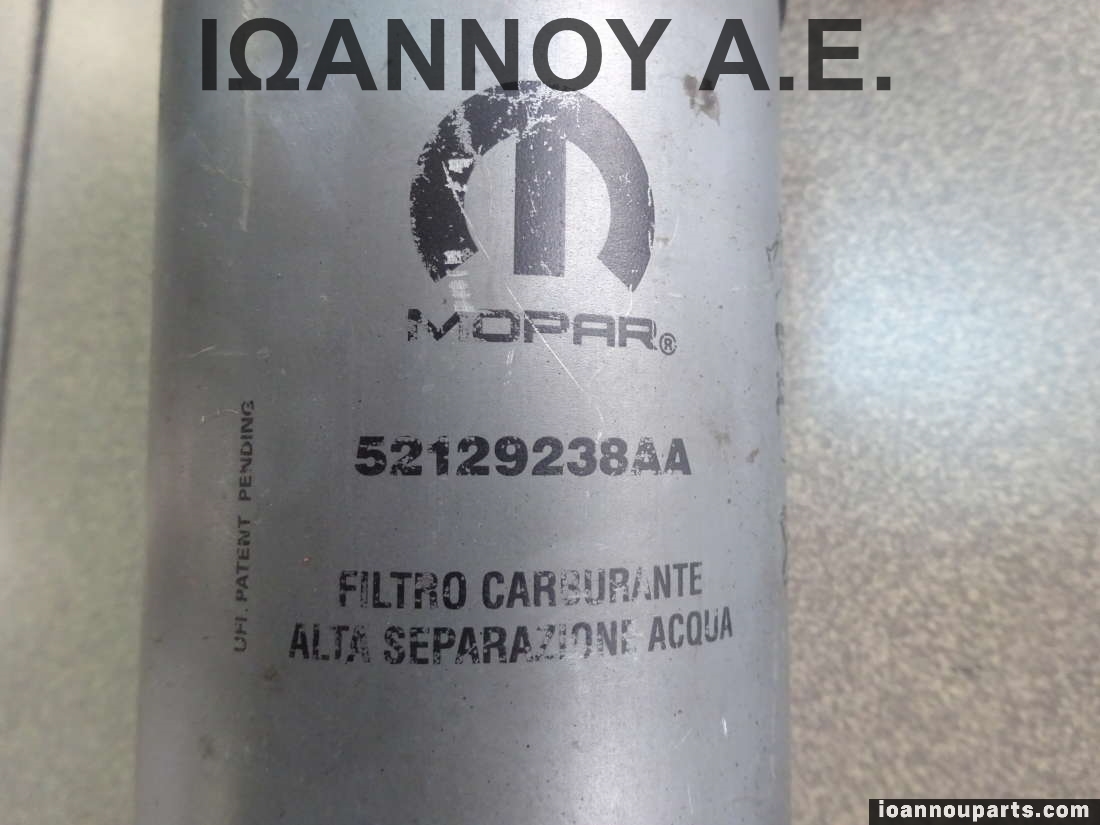 ΙΩΑΝΝΟΥ Α.Ε.
MOPAR®
52129238AA
UFI. PATENT PENDING
FILTRO CARBURANTE
ALTA SEPARAZIONE ACQUA
ioannouparts.com